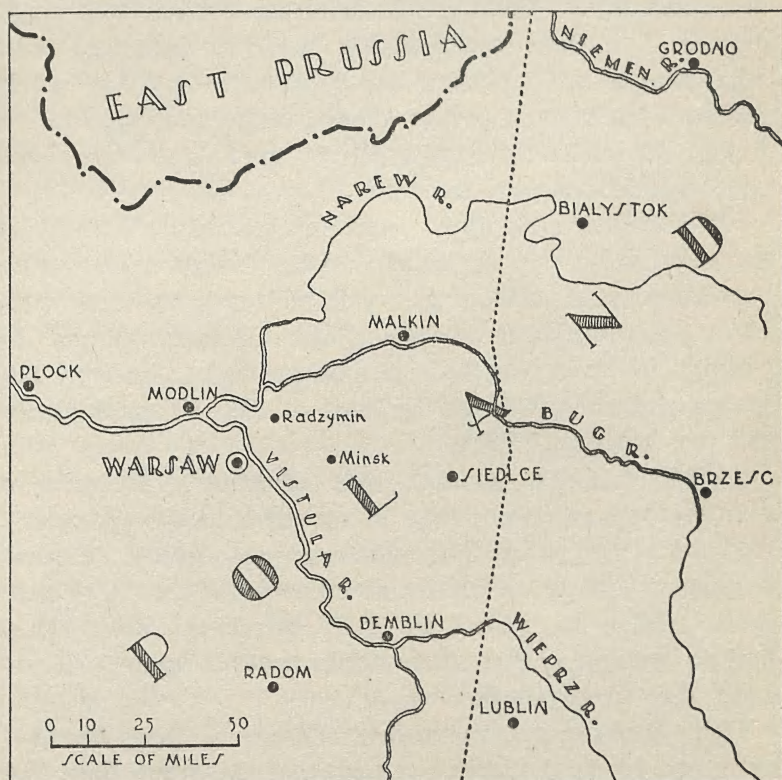 EAST PRUSSIA
NIEMEN. R.
GRODNO
NAREW R.
BIALYSTOK
MALKIN
PLOCK
MODLIN
Radzymin
WARSAW
Minsk
SIEDLCE
BUG R.
BRZESC
VISTULA R.
POLAND
DEMBLIN
WIEPRZ R.
RADOM
LUBLIN
0 10 25 50
SCALE OF MILES